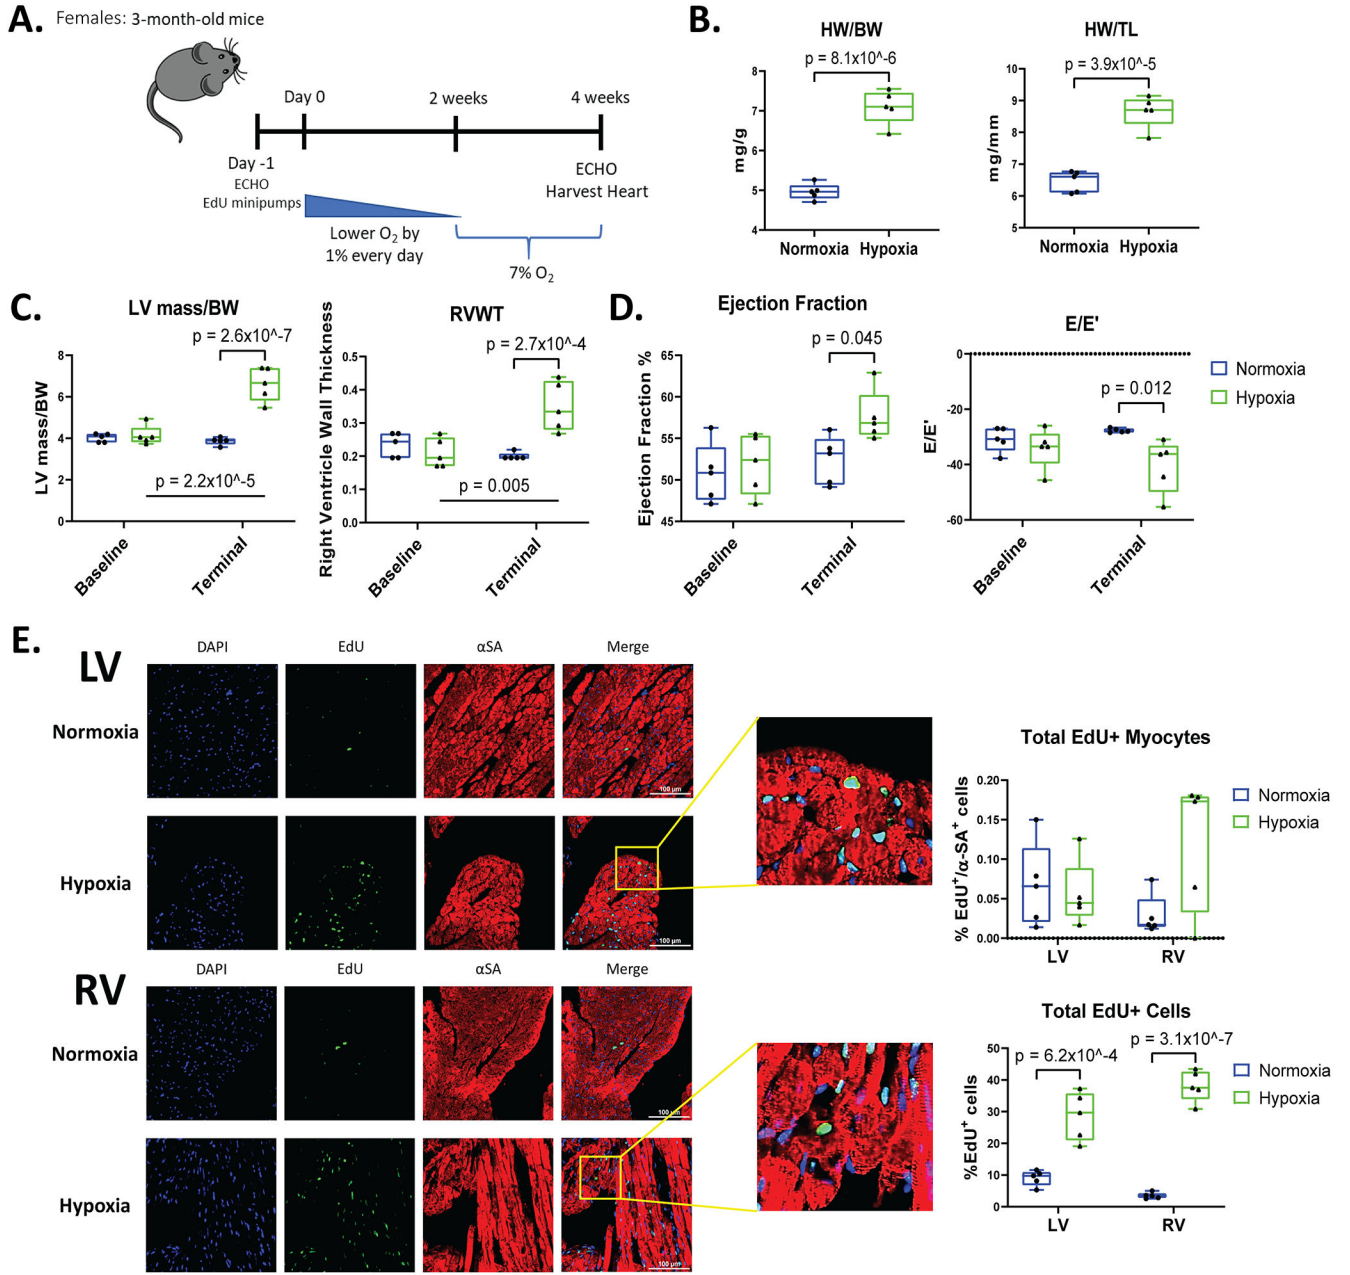 A.
Females: 3-month-old mice
Day 0
2 weeks
4 weeks
Day -1
ECHO
EdU minipumps
ECHO
Harvest Heart
Lower O₂ by
1% every day
7% O₂
B.
HW/BW
p = 8.1x10^-6
mg/g
8
7
6
5
4
Normoxia
Hypoxia
HW/TL
p = 3.9x10^-5
mg/mm
10
9
8
7
6
5
Normoxia
Hypoxia
C.
LV mass/BW
p = 2.6x10^-7
LV mass/BW
8
6
4
2
0
p = 2.2x10^-5
Baseline
Terminal
RVWT
p = 2.7x10^-4
Right Ventricle Wall Thickness
0.5
0.4
0.3
0.2
0.1
0.0
p = 0.005
Baseline
Terminal
D.
Ejection Fraction
p = 0.045
Ejection Fraction %
65
60
55
50
45
Baseline
Terminal
E/E'
p = 0.012
E/E'
0
-20
-40
-60
Baseline
Terminal
Normoxia
Hypoxia
E.
LV
DAPI
EdU
αSA
Merge
Normoxia
100 µm
Hypoxia
100 µm
RV
DAPI
EdU
αSA
Merge
Normoxia
100 µm
Hypoxia
100 µm
Total EdU+ Myocytes
% EdU⁺/α-SA⁺ cells
0.20
0.15
0.10
0.05
0.00
LV
RV
Normoxia
Hypoxia
Total EdU+ Cells
p = 6.2x10^-4
p = 3.1x10^-7
%EdU⁺ cells
50
40
30
20
10
0
LV
RV
Normoxia
Hypoxia